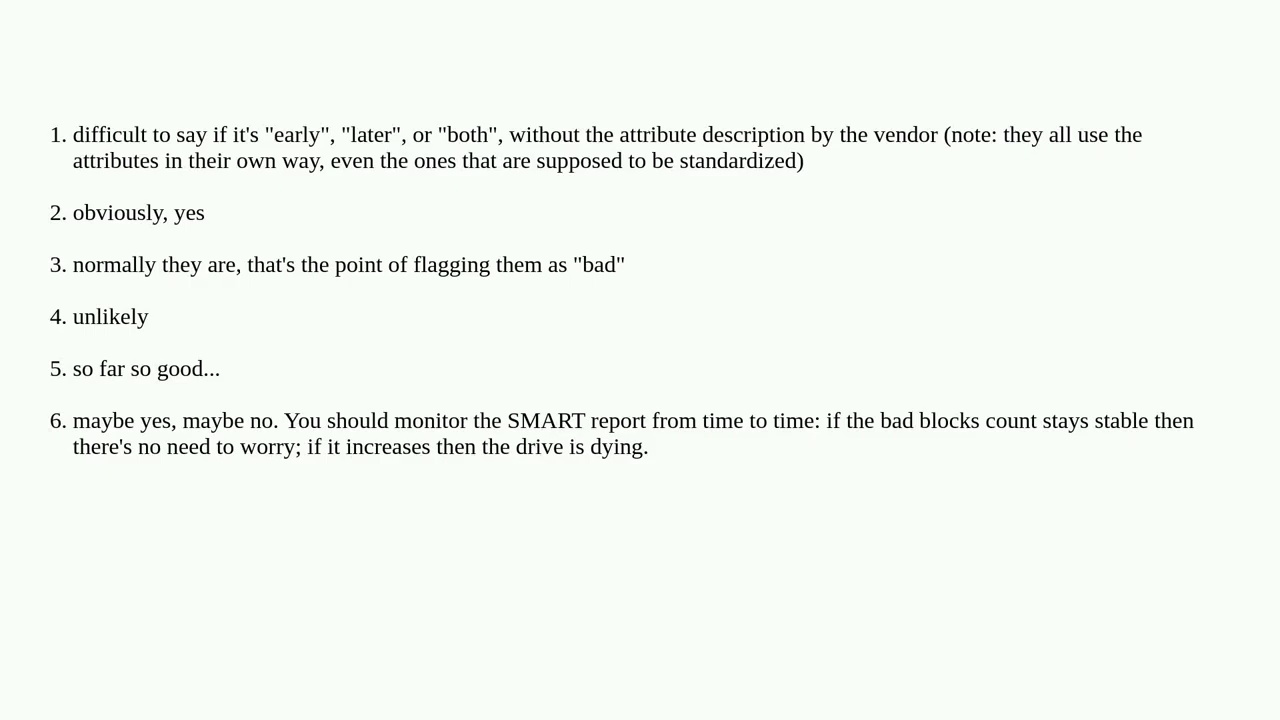 1. difficult to say if it's "early", "later", or "both", without the attribute description by the vendor (note: they all use the
attributes in their own way, even the ones that are supposed to be standardized)
2. obviously, yes
3. normally they are, that's the point of flagging them as "bad"
4. unlikely
5. so far so good...
6. maybe yes, maybe no. You should monitor the SMART report from time to time: if the bad blocks count stays stable then
there's no need to worry; if it increases then the drive is dying.